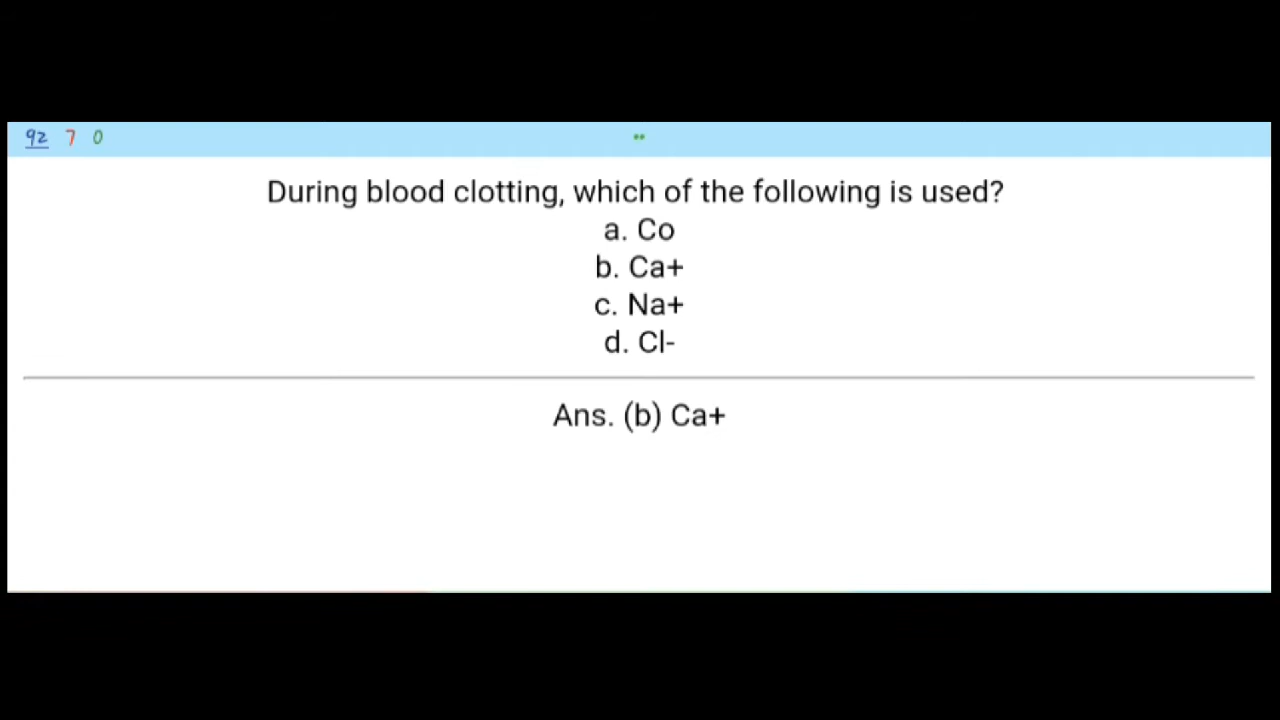 92 7 0
During blood clotting, which of the following is used?
a. Co
b. Ca+
c. Na+
d. Cl-
Ans. (b) Ca+